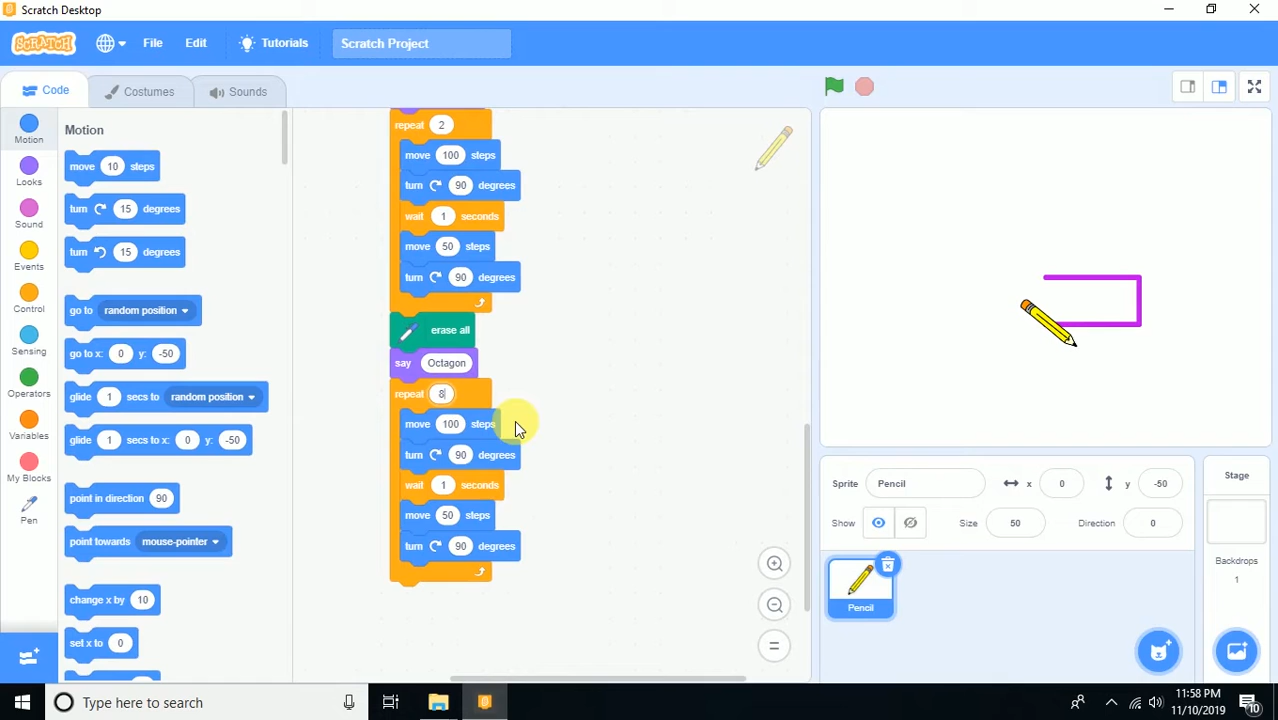 Scratch Desktop
SCRATCH File Edit Tutorials Scratch Project
Code Costumes Sounds
Motion
Looks
Sound
Events
Control
Sensing
Operators
Variables
My Blocks
Pen
Motion
move 10 steps
turn 15 degrees
turn 15 degrees
go to random position
go to x: 0 y: -50
glide 1 secs to random position
glide 1 secs to x: 0 y: -50
point in direction 90
point towards mouse-pointer
change x by 10
set x to 0
repeat 2
move 100 steps
turn 90 degrees
wait 1 seconds
move 50 steps
turn 90 degrees
erase all
say Octagon
repeat 8
move 100 steps
turn 90 degrees
wait 1 seconds
move 50 steps
turn 90 degrees
Sprite Pencil x 0 y -50
Show Size 50 Direction 0
Pencil
Stage
Backdrops
1
Type here to search
11:58 PM
11/10/2019
10